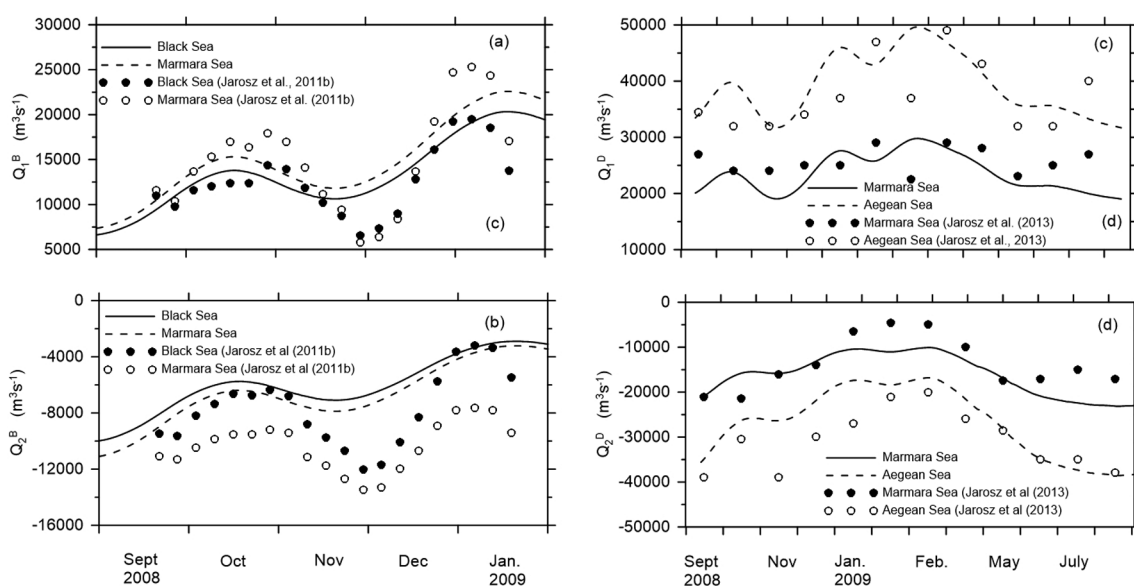 30000
25000
20000
15000
10000
5000
Q₁ᴮ (m³s⁻¹)
Black Sea
Marmara Sea
Black Sea (Jarosz et al., 2011b)
Marmara Sea (Jarosz et al. (2011b)
(a)
(c)
50000
40000
30000
20000
10000
Q₁ᴰ (m³s⁻¹)
(c)
Marmara Sea
Aegean Sea
Marmara Sea (Jarosz et al. (2013)
Aegean Sea (Jarosz et al., 2013)
(d)
0
-4000
-8000
-12000
-16000
Q₂ᴮ (m³s⁻¹)
Black Sea
Marmara Sea
Black Sea (Jarosz et al (2011b)
Marmara Sea (Jarosz et al (2011b)
(b)
Sept
2008
Oct
Nov
Dec
Jan.
2009
0
-10000
-20000
-30000
-40000
-50000
Q₂ᴰ (m³s⁻¹)
(d)
Marmara Sea
Aegean Sea
Marmara Sea (Jarosz et al (2013)
Aegean Sea (Jarosz et al (2013)
Sept
2008
Nov
Jan.
2009
Feb.
May
July